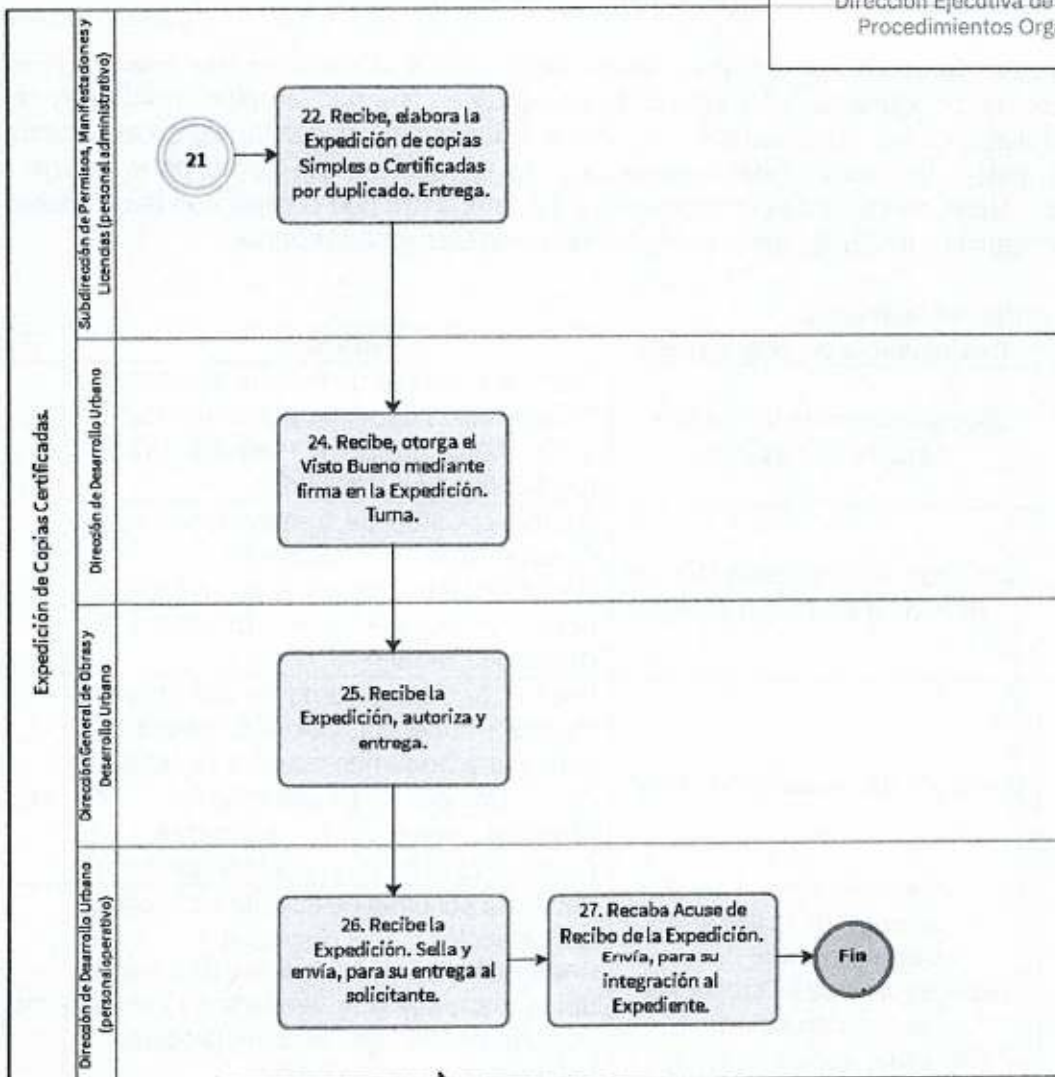 Dirección Ejecutiva de
Procedimientos Org
Expedición de Copias Certificadas.
Subdirección de Permisos, Manifestaciones y
Licencias (personal administrativo)
21
22. Recibe, elabora la
Expedición de copias
Simples o Certificadas
por duplicado. Entrega.
Dirección de Desarrollo Urbano
24. Recibe, otorga el
Visto Bueno mediante
firma en la Expedición.
Turna.
Dirección General de Obras y
Desarrollo Urbano
25. Recibe la
Expedición, autoriza y
entrega.
Dirección de Desarrollo Urbano
(personal operativo)
26. Recibe la
Expedición. Sella y
envía, para su entrega al
solicitante.
27. Recaba Acuse de
Recibo de la Expedición.
Envía, para su
integración al
Expediente.
Fin